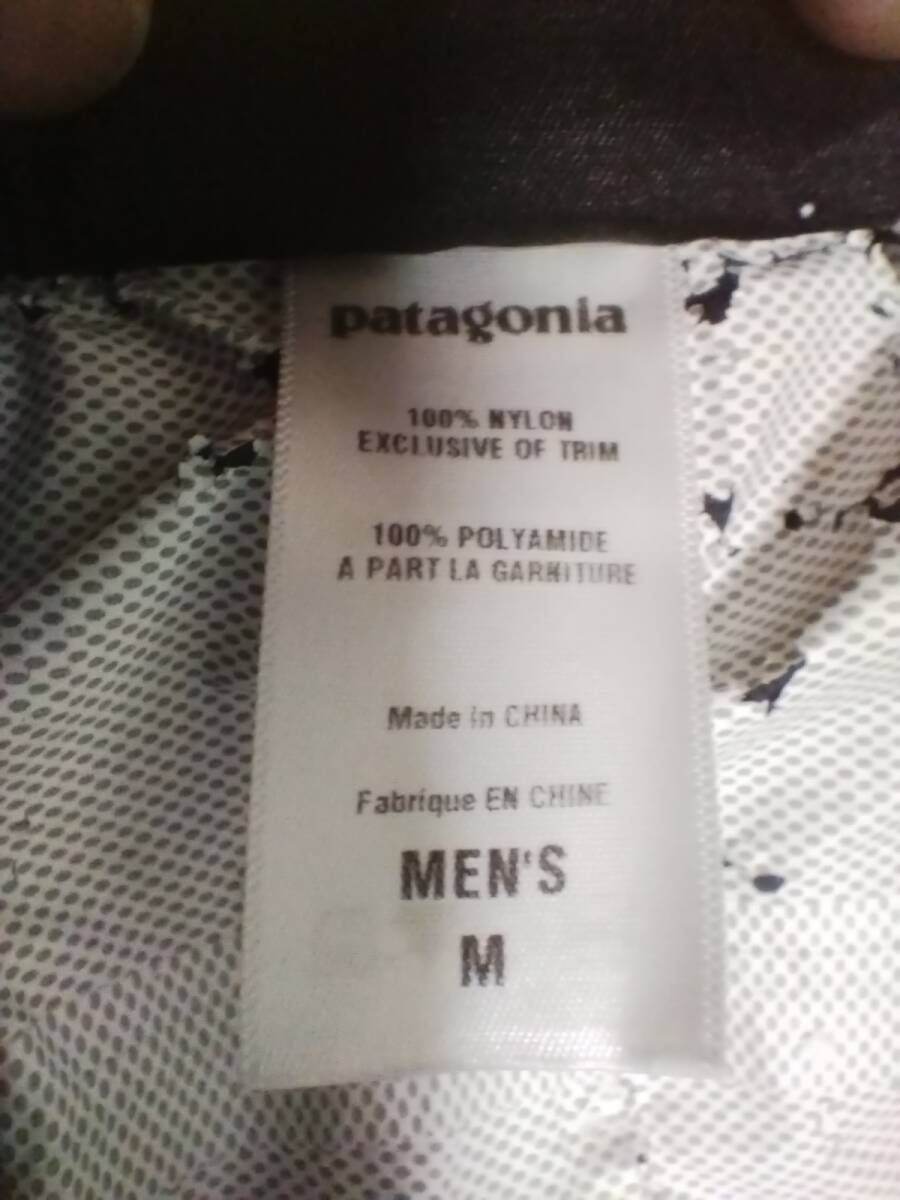 patagonia
100% NYLON
EXCLUSIVE OF TRIM
100% POLYAMIDE
A PART LA GARNITURE
Made in CHINA
Fabrique EN CHINE
MEN'S
M